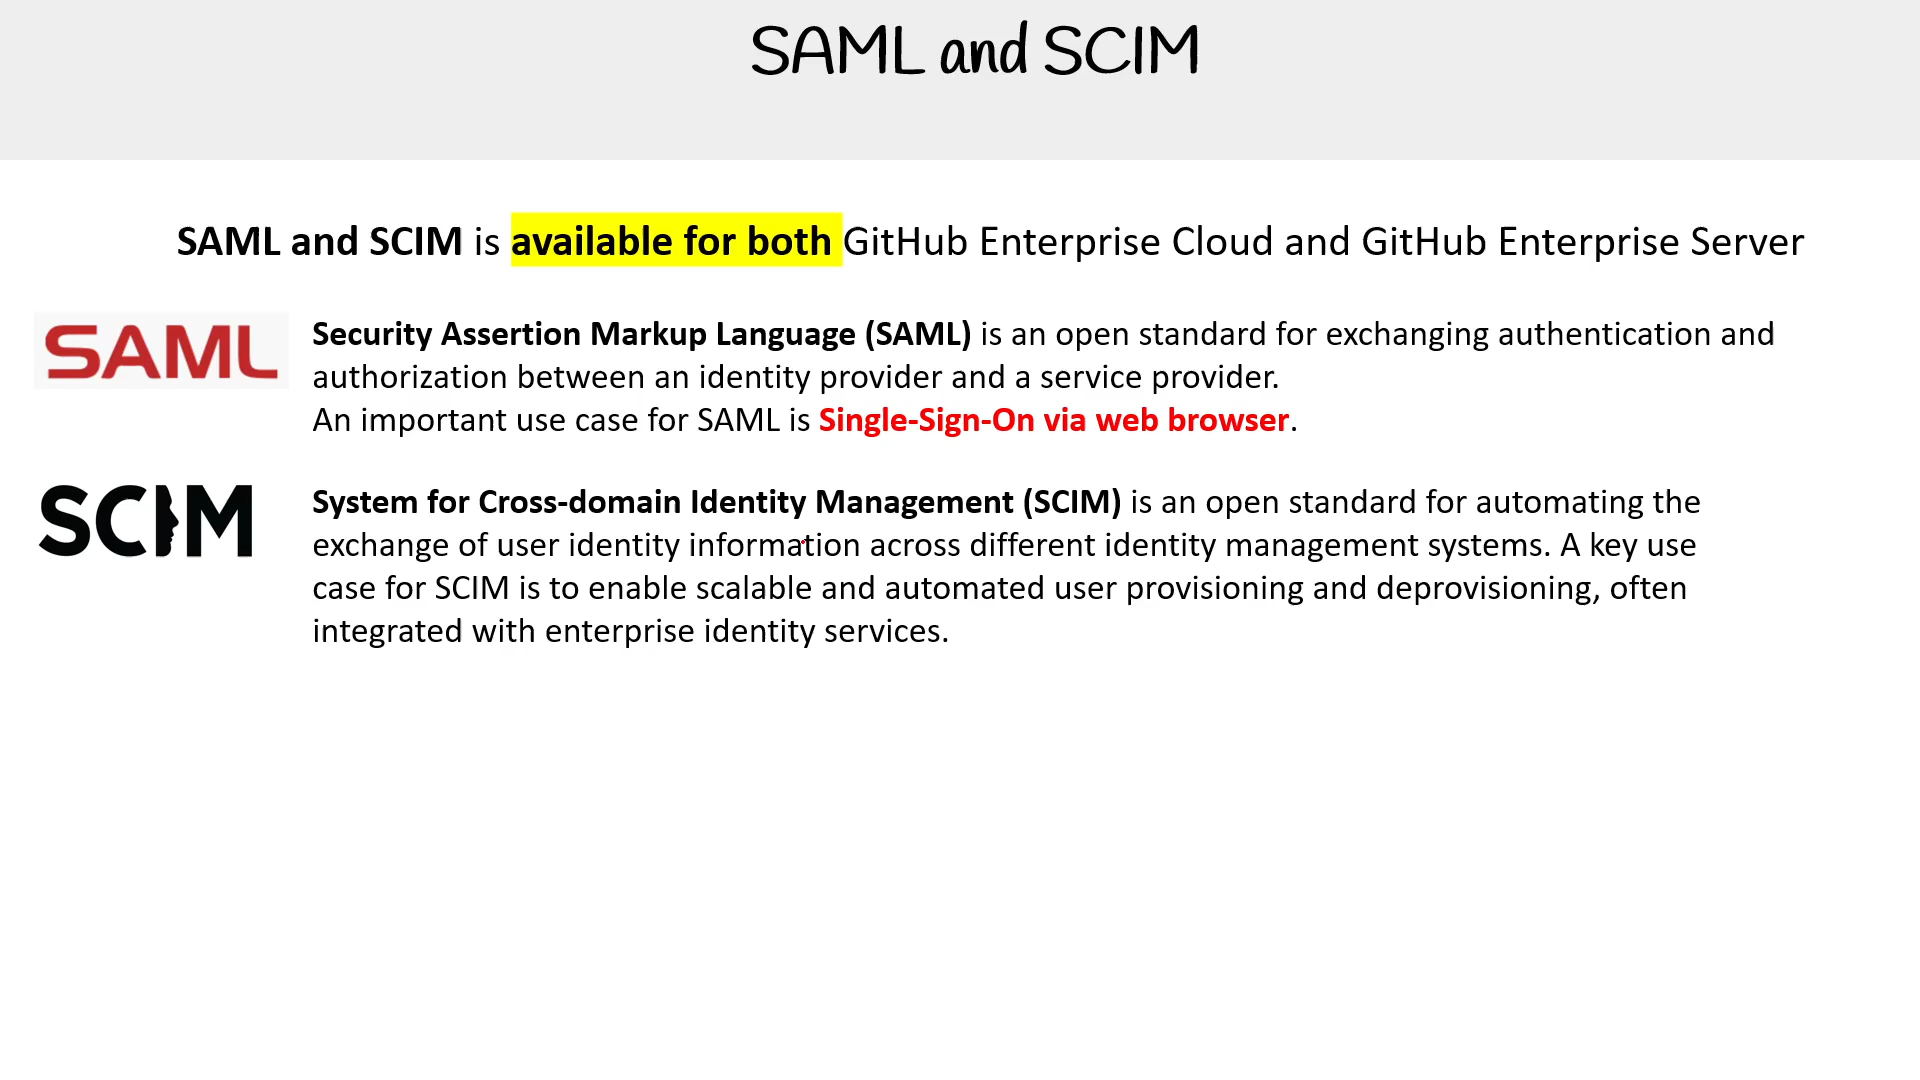 SAML and SCIM
SAML and SCIM is available for both GitHub Enterprise Cloud and GitHub Enterprise Server
SAML
Security Assertion Markup Language (SAML) is an open standard for exchanging authentication and
authorization between an identity provider and a service provider.
An important use case for SAML is Single-Sign-On via web browser.
SCIM
System for Cross-domain Identity Management (SCIM) is an open standard for automating the
exchange of user identity information across different identity management systems. A key use
case for SCIM is to enable scalable and automated user provisioning and deprovisioning, often
integrated with enterprise identity services.